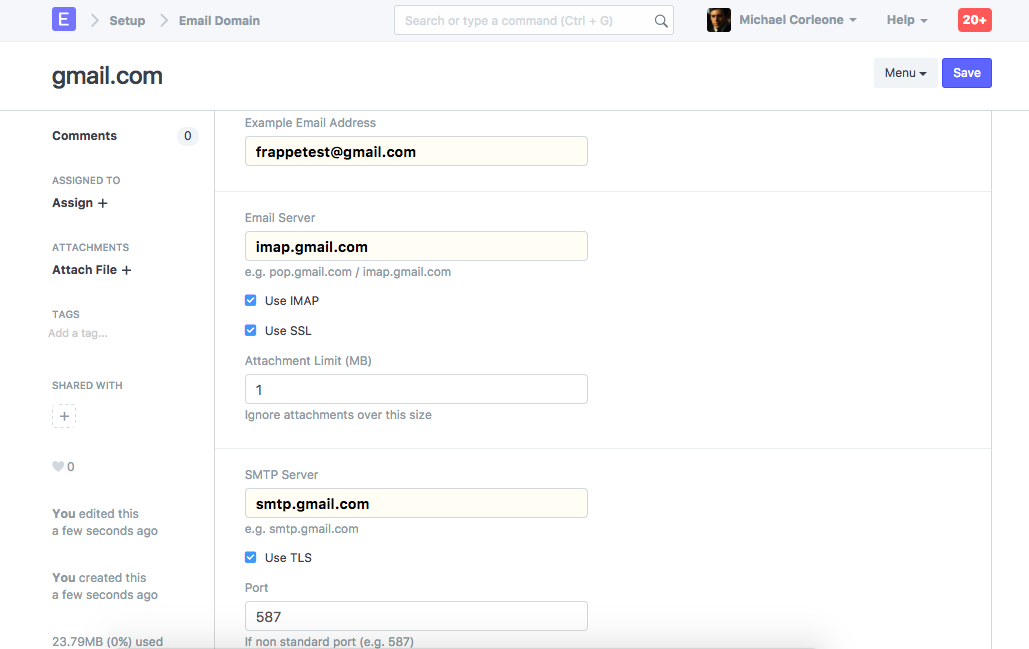 E Setup Email Domain Search or type a command (Ctrl + G) Michael Corleone Help 20+
gmail.com Menu Save
Comments 0
ASSIGNED TO
Assign +
ATTACHMENTS
Attach File +
TAGS
Add a tag...
SHARED WITH
+
0
You edited this
a few seconds ago
You created this
a few seconds ago
23.79MB (0%) used
Example Email Address
frappetest@gmail.com
Email Server
imap.gmail.com
e.g. pop.gmail.com / imap.gmail.com
Use IMAP
Use SSL
Attachment Limit (MB)
1
Ignore attachments over this size
SMTP Server
smtp.gmail.com
e.g. smtp.gmail.com
Use TLS
Port
587
If non standard port (e.g. 587)